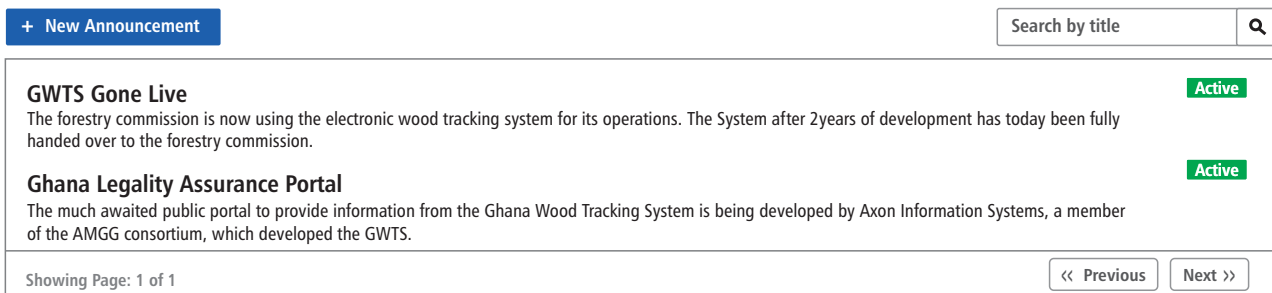 + New Announcement
Search by title
GWTS Gone Live
Active
The forestry commission is now using the electronic wood tracking system for its operations. The System after 2years of development has today been fully
handed over to the forestry commission.
Ghana Legality Assurance Portal
Active
The much awaited public portal to provide information from the Ghana Wood Tracking System is being developed by Axon Information Systems, a member
of the AMGG consortium, which developed the GWTS.
Showing Page: 1 of 1
« Previous
Next »